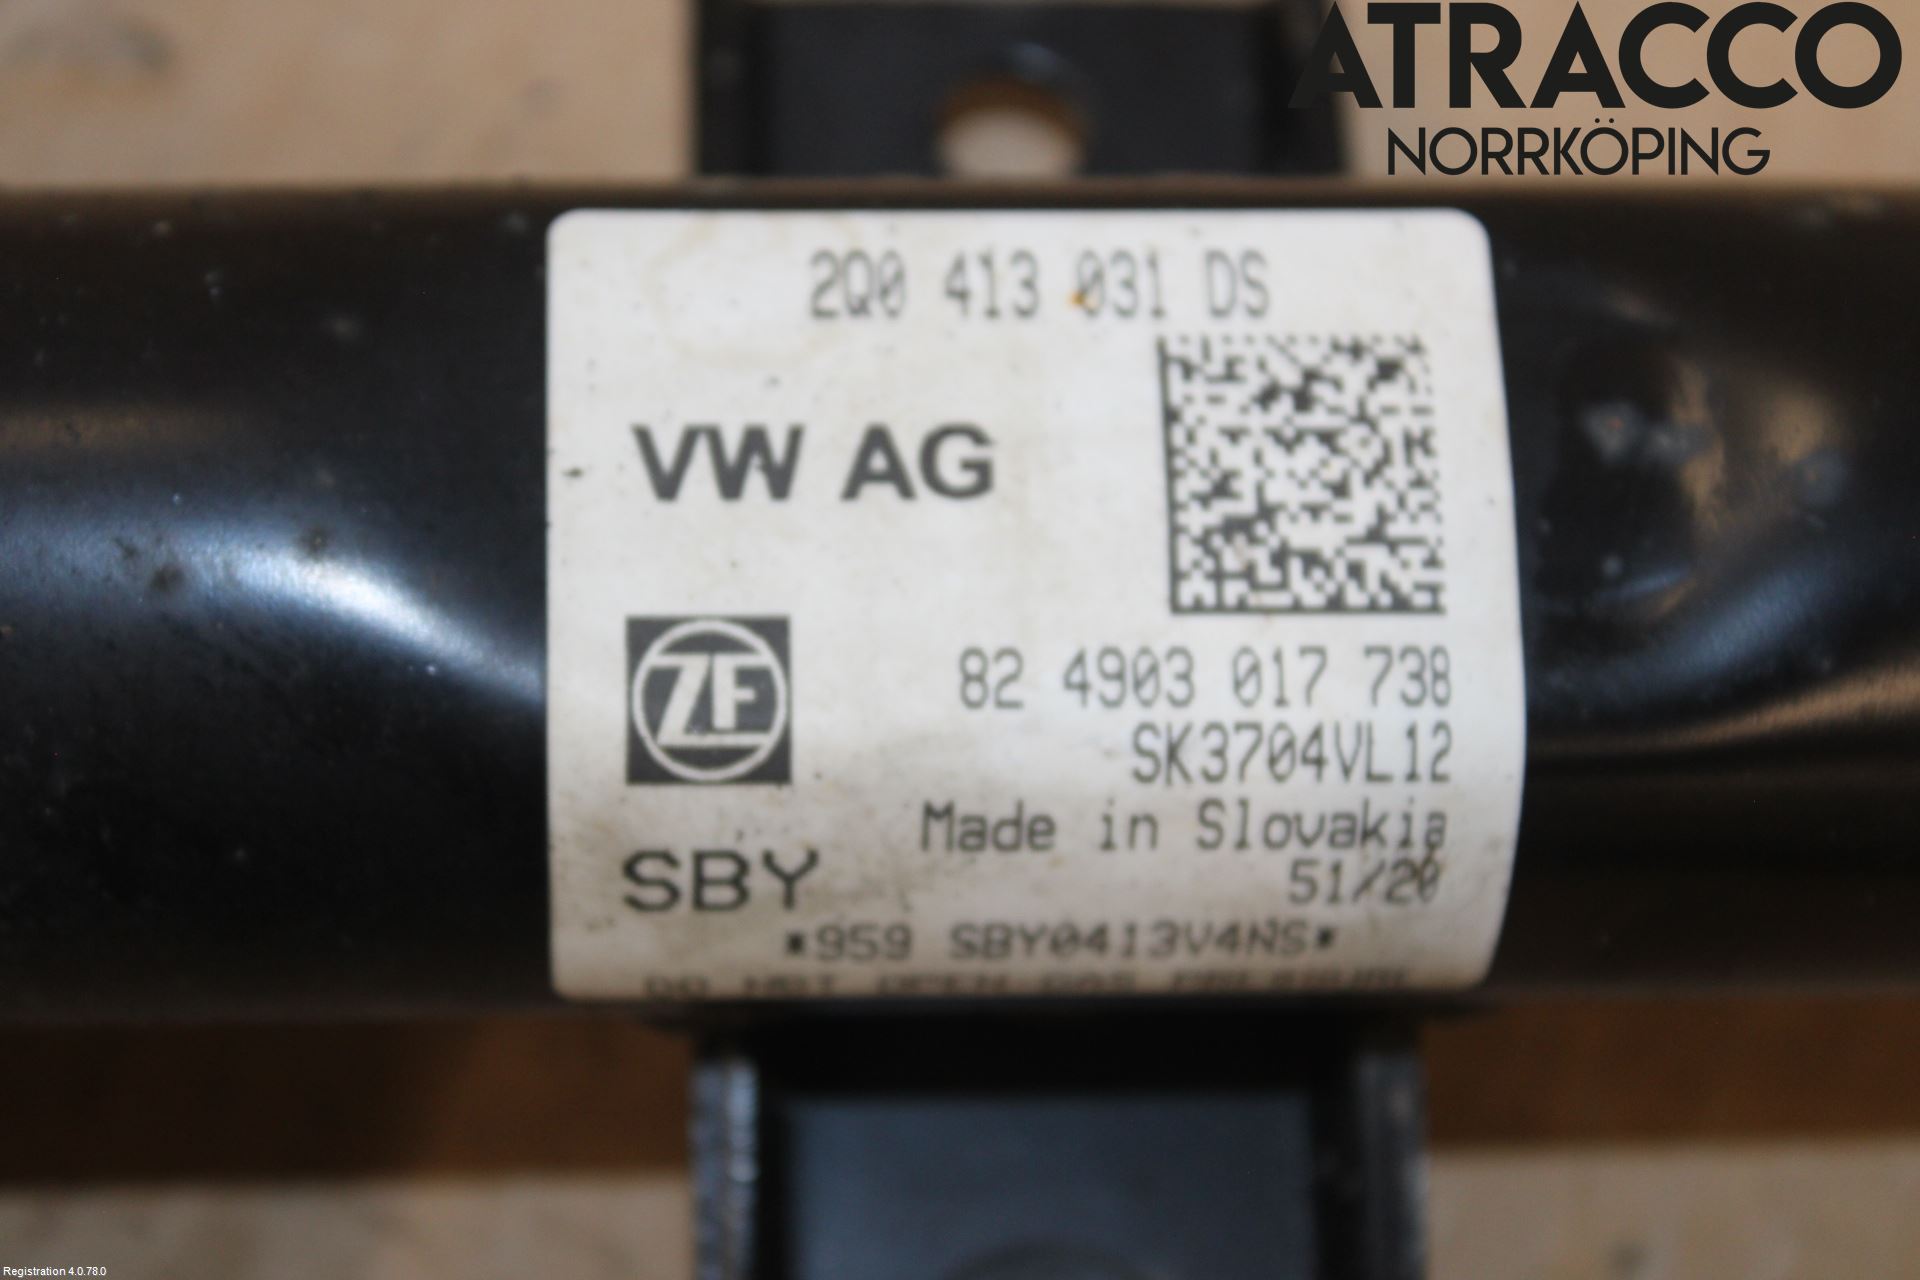 ATRACCO
NORRKÖPING
2Q0 413 031 DS
VW AG
ZF
82 4903 017 738
SK3704VL12
Made in Slovakia
SBY
51/20
*959 SBY0413V4NS*
Registration 4.0.78.0